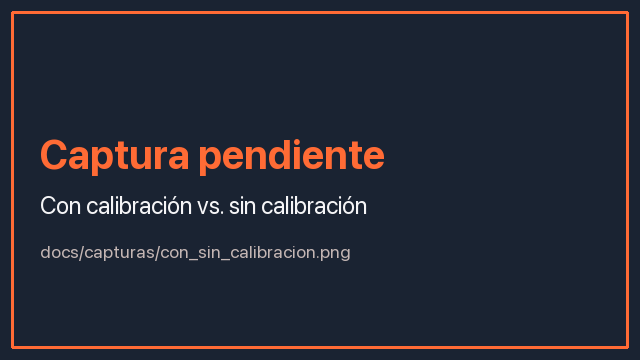 Captura pendiente
Con calibración vs. sin calibración
docs/capturas/con_sin_calibracion.png